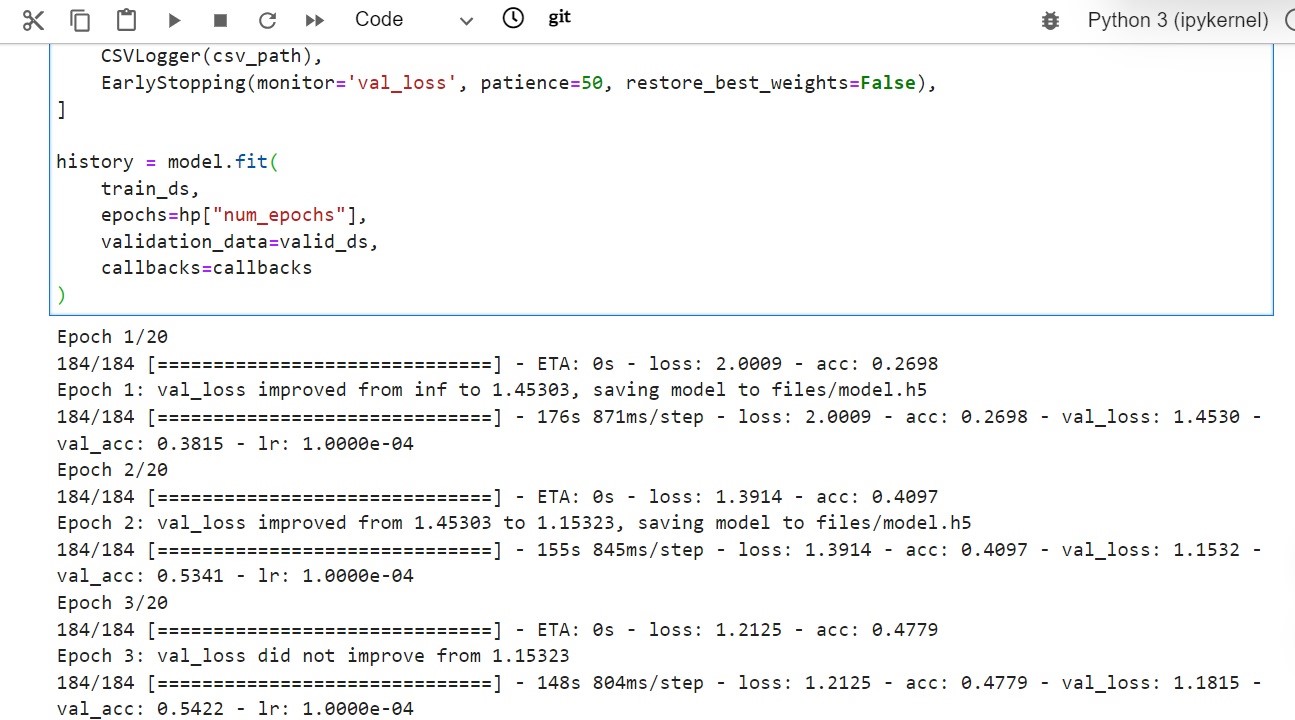 Code
git
Python 3 (ipykernel)
    CSVLogger(csv_path),
    EarlyStopping(monitor='val_loss', patience=50, restore_best_weights=False),
]
history = model.fit(
    train_ds,
    epochs=hp["num_epochs"],
    validation_data=valid_ds,
    callbacks=callbacks
)
Epoch 1/20
184/184 [==============================] - ETA: 0s - loss: 2.0009 - acc: 0.2698
Epoch 1: val_loss improved from inf to 1.45303, saving model to files/model.h5
184/184 [==============================] - 176s 871ms/step - loss: 2.0009 - acc: 0.2698 - val_loss: 1.4530 -
val_acc: 0.3815 - lr: 1.0000e-04
Epoch 2/20
184/184 [==============================] - ETA: 0s - loss: 1.3914 - acc: 0.4097
Epoch 2: val_loss improved from 1.45303 to 1.15323, saving model to files/model.h5
184/184 [==============================] - 155s 845ms/step - loss: 1.3914 - acc: 0.4097 - val_loss: 1.1532 -
val_acc: 0.5341 - lr: 1.0000e-04
Epoch 3/20
184/184 [==============================] - ETA: 0s - loss: 1.2125 - acc: 0.4779
Epoch 3: val_loss did not improve from 1.15323
184/184 [==============================] - 148s 804ms/step - loss: 1.2125 - acc: 0.4779 - val_loss: 1.1815 -
val_acc: 0.5422 - lr: 1.0000e-04